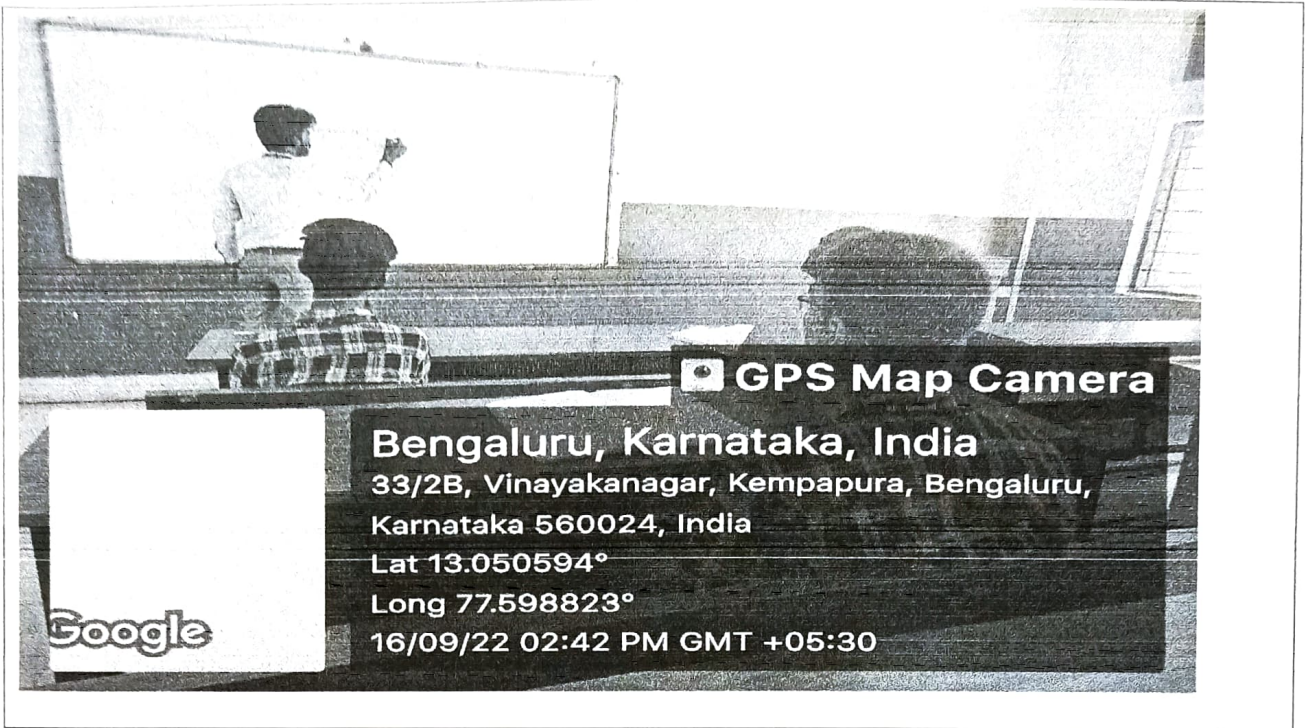 GPS Map Camera
Bengaluru, Karnataka, India
33/2B, Vinayakanagar, Kempapura, Bengaluru,
Karnataka 560024, India
Lat 13.050594°
Long 77.598823°
16/09/22 02:42 PM GMT +05:30
Google